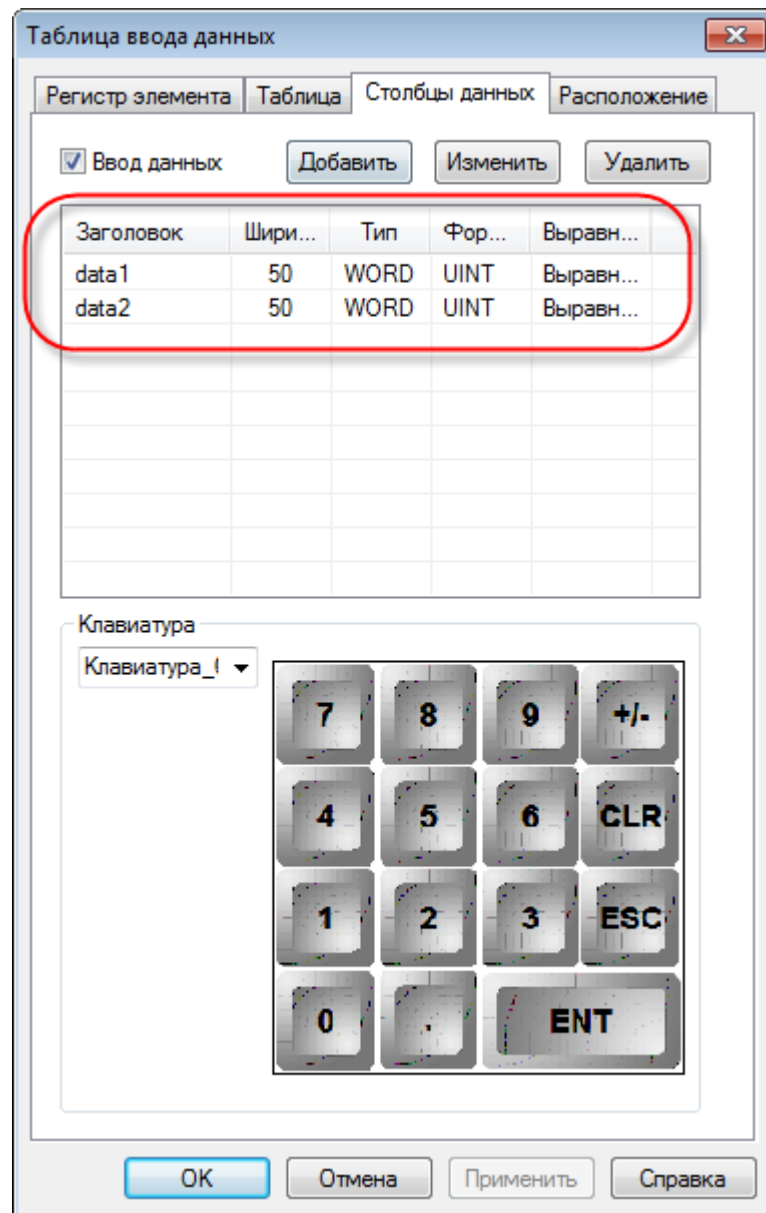 Таблица ввода данных
Регистр элемента Таблица Столбцы данных Расположение
Ввод данных Добавить Изменить Удалить
Заголовок Шири... Тип Фор... Выравн...
data1 50 WORD UINT Выравн...
data2 50 WORD UINT Выравн...
Клавиатура
Клавиатура_
7 8 9 +/-
4 5 6 CLR
1 2 3 ESC
0 . ENT
OK Отмена Применить Справка